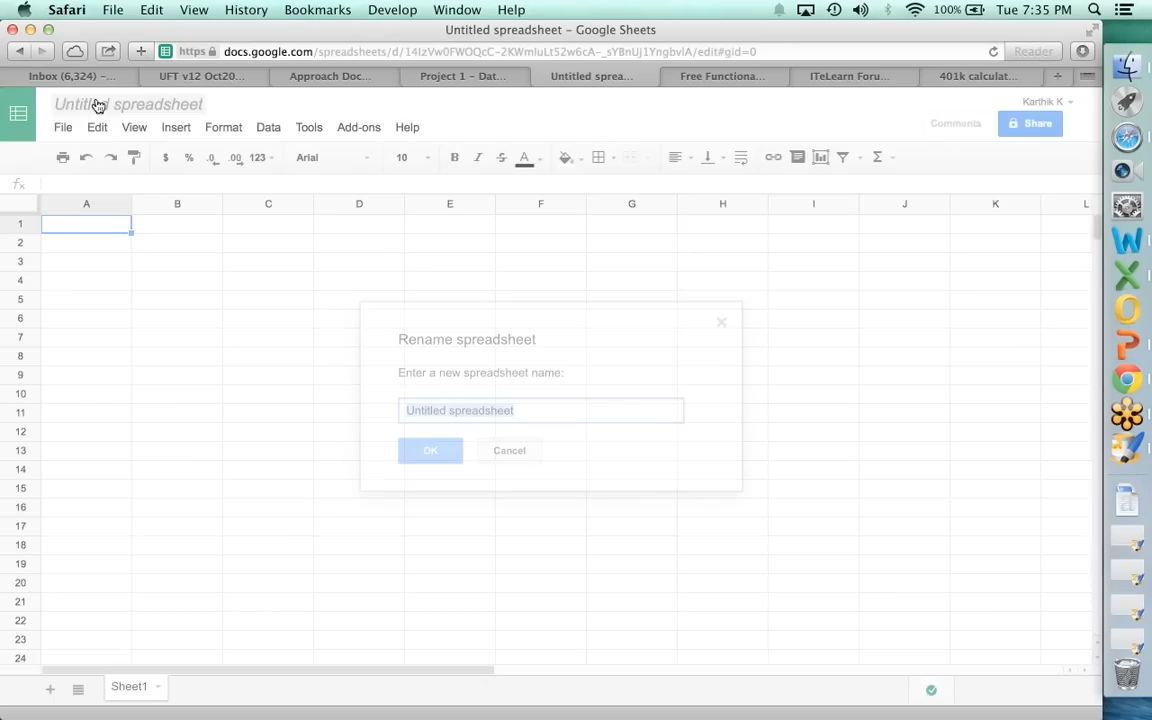 Safari File Edit View History Bookmarks Develop Window Help 100% Tue 7:35 PM
Untitled spreadsheet – Google Sheets
https docs.google.com/spreadsheets/d/14IzVw0FWOQcC-2KWmIuLt52w6cA-_sYBnUj1YngbvIA/edit#gid=0 Reader
Inbox (6,324) –... UFT v12 Oct20... Approach Doc... Project 1 – Dat... Untitled sprea... Free Functiona... ITeLearn Foru... 401k calculat...
Untitled spreadsheet
Karthik K
File Edit View Insert Format Data Tools Add-ons Help
Comments Share
$ % .0 .00 123 Arial 10 B I S A Σ
fx
A B C D E F G H I J K L
1
2
3
4
5
6
7
8
9
10
11
12
13
14
15
16
17
18
19
20
21
22
23
24
Rename spreadsheet
Enter a new spreadsheet name:
Untitled spreadsheet
OK Cancel
Sheet1